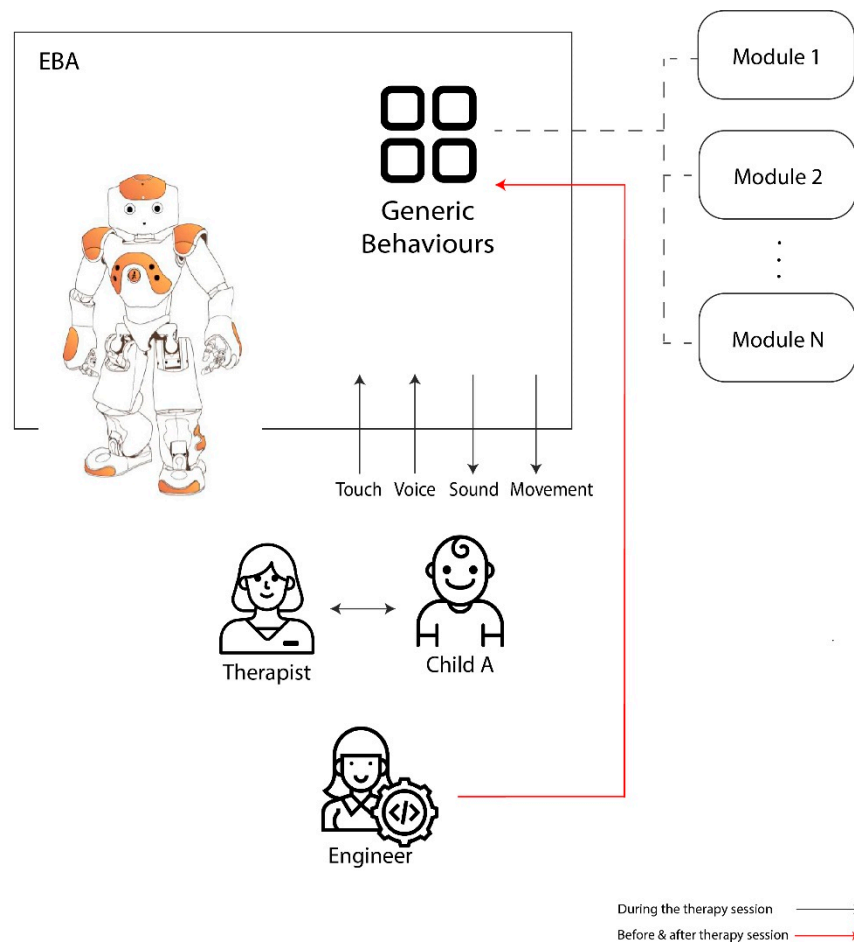 EBA
Module 1
Module 2
Generic
Behaviours
Module N
Touch Voice Sound Movement
Therapist
Child A
</>
Engineer
During the therapy session
Before & after therapy session